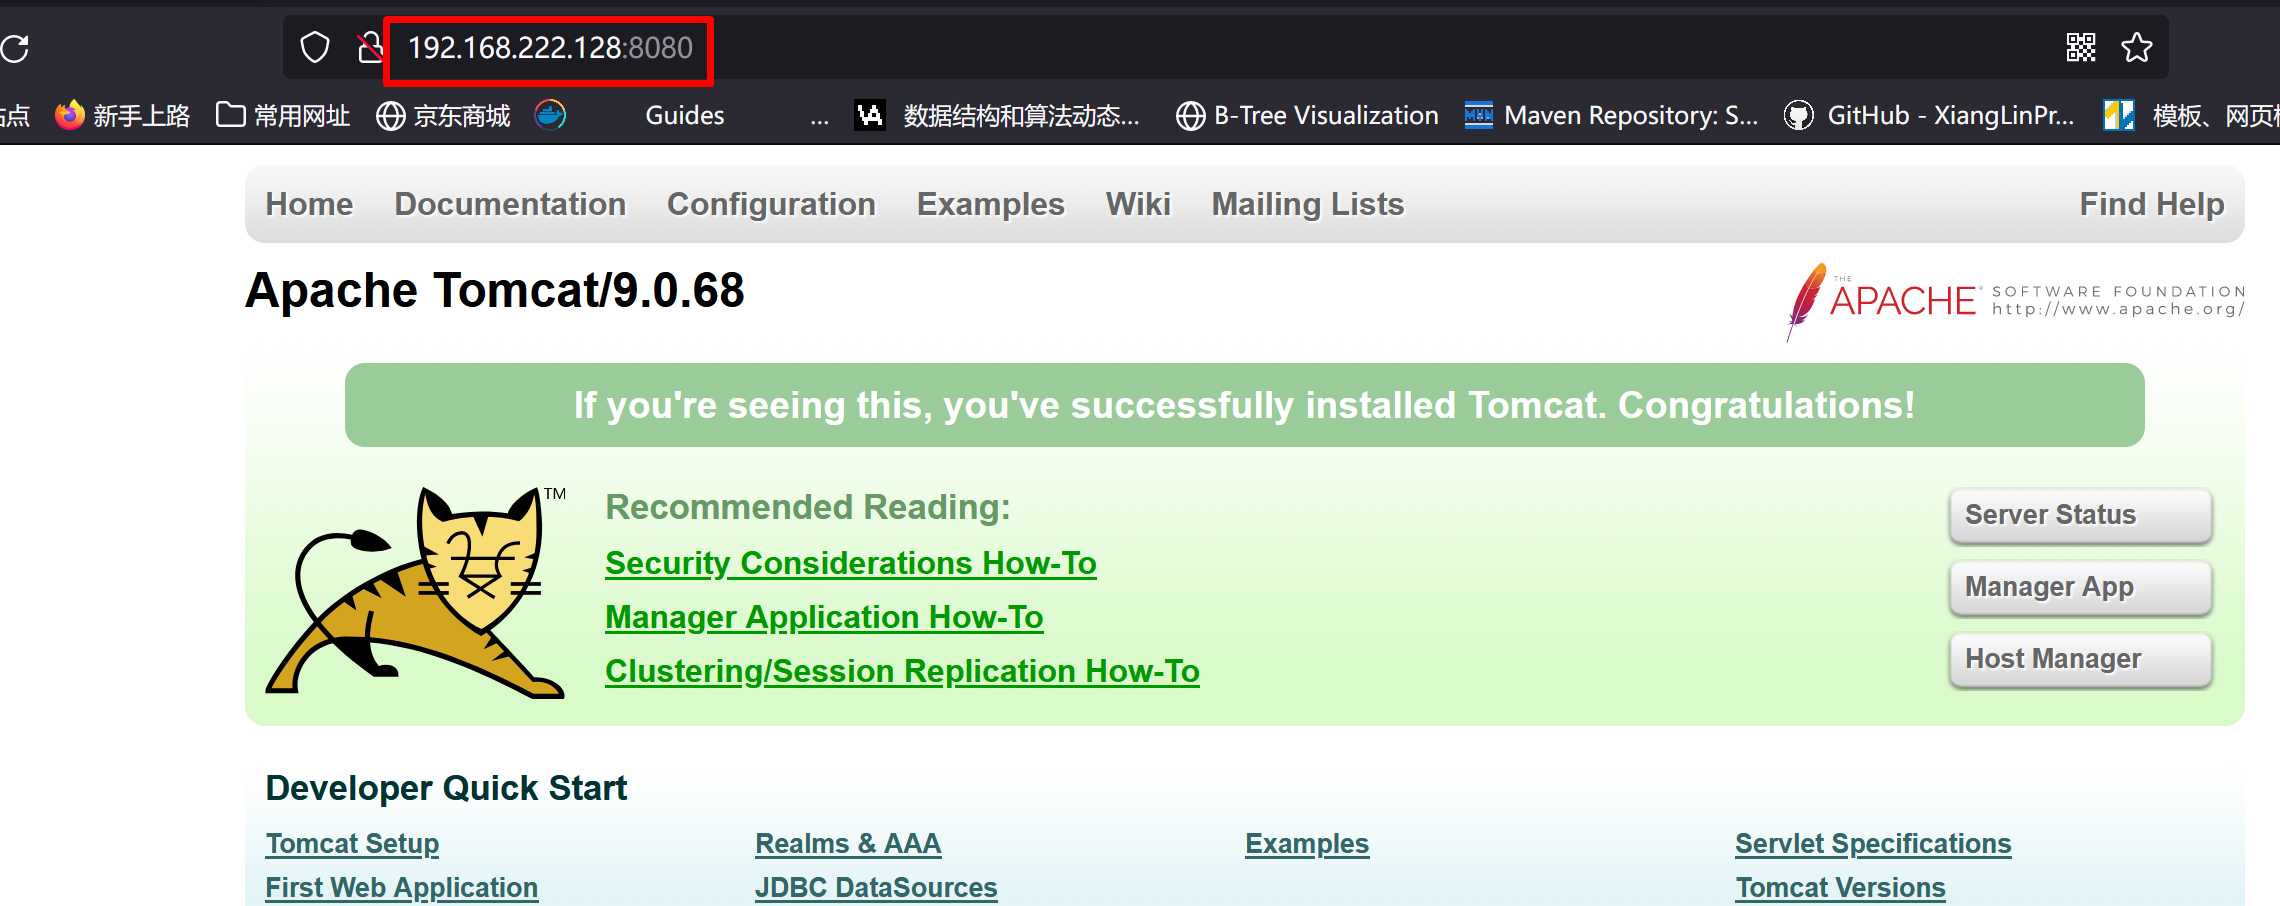 192.168.222.128:8080
新手上路 常用网址 京东商城 Guides ... 数据结构和算法动态... B-Tree Visualization Maven Repository: S... GitHub - XiangLinPr... 模板、网页
Home Documentation Configuration Examples Wiki Mailing Lists Find Help
Apache Tomcat/9.0.68
THE APACHE® SOFTWARE FOUNDATION
http://www.apache.org/
If you're seeing this, you've successfully installed Tomcat. Congratulations!
TM
Recommended Reading:
Security Considerations How-To
Manager Application How-To
Clustering/Session Replication How-To
Server Status
Manager App
Host Manager
Developer Quick Start
Tomcat Setup Realms & AAA Examples Servlet Specifications
First Web Application JDBC DataSources Tomcat Versions